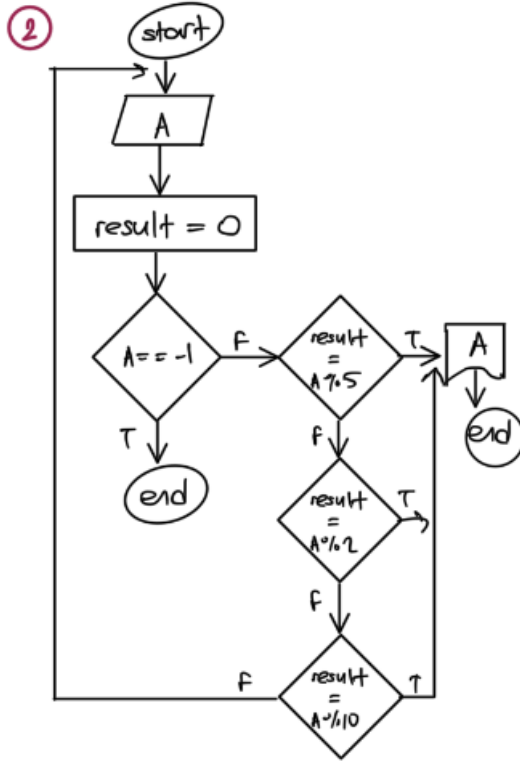 2
start
A
result = 0
A == -1
F
T
end
result
=
A%5
T
A
end
F
result
=
A%2
T
F
result
=
A%10
T
F